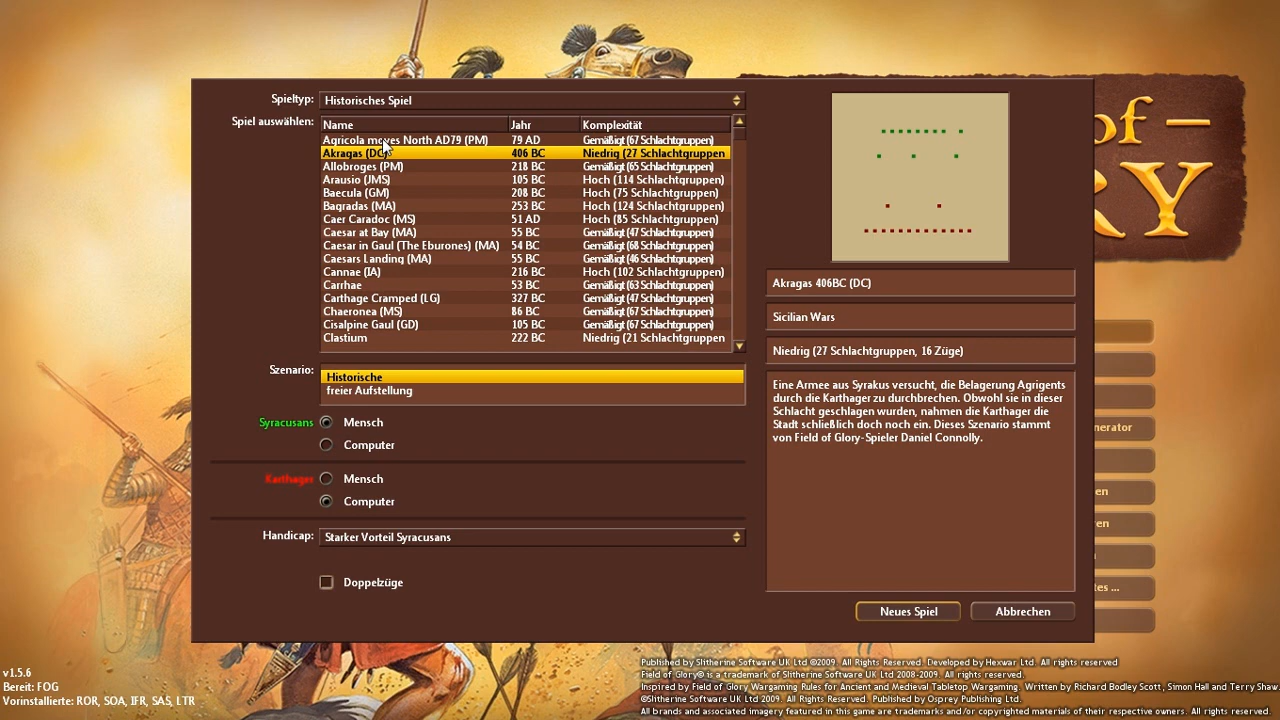 of
RY
Spieltyp: Historisches Spiel
Spiel auswählen:
Name Jahr Komplexität
Agricola moves North AD79 (PM) 79 AD Gemäßigt (67 Schlachtgruppen)
Akragas (DC) 406 BC Niedrig (27 Schlachtgruppen
Allobroges (PM) 218 BC Gemäßigt (65 Schlachtgruppen)
Arausio (JMS) 105 BC Hoch (114 Schlachtgruppen)
Baecula (GM) 208 BC Hoch (75 Schlachtgruppen)
Bagradas (MA) 253 BC Hoch (124 Schlachtgruppen)
Caer Caradoc (MS) 51 AD Hoch (85 Schlachtgruppen)
Caesar at Bay (MA) 55 BC Gemäßigt (47 Schlachtgruppen)
Caesar in Gaul (The Eburones) (MA) 54 BC Gemäßigt (68 Schlachtgruppen)
Caesars Landing (MA) 55 BC Gemäßigt (46 Schlachtgruppen)
Cannae (IA) 216 BC Hoch (102 Schlachtgruppen)
Carrhae 53 BC Gemäßigt (63 Schlachtgruppen)
Carthage Cramped (LG) 327 BC Gemäßigt (47 Schlachtgruppen)
Chaeronea (MS) 86 BC Gemäßigt (67 Schlachtgruppen)
Cisalpine Gaul (GD) 105 BC Gemäßigt (67 Schlachtgruppen)
Clastium 222 BC Niedrig (21 Schlachtgruppen
Szenario: Historische
freier Aufstellung
Syracusans Mensch
Computer
Karthager Mensch
Computer
Handicap: Starker Vorteil Syracusans
Doppelzüge
Akragas 406BC (DC)
Sicilian Wars
Niedrig (27 Schlachtgruppen, 16 Züge)
Eine Armee aus Syrakus versucht, die Belagerung Agrigents
durch die Karthager zu durchbrechen. Obwohl sie in dieser
Schlacht geschlagen wurden, nahmen die Karthager die
Stadt schließlich doch noch ein. Dieses Szenario stammt
von Field of Glory-Spieler Daniel Connolly.
Neues Spiel Abbrechen
nerator
en
ren
tes ...
v1.5.6
Bereit: FOG
Vorinstallierte: ROR, SOA, IFR, SAS, LTR
Published by Slitherine Software UK Ltd ©2009. All Rights Reserved. Developed by Hexwar Ltd. All rights reserved
Field of Glory© is a trademark of Slitherine Software UK Ltd 2008-2009. All rights reserved.
Inspired by Field of Glory Wargaming Rules for Ancient and Medieval Tabletop Wargaming. Written by Richard Bodley Scott, Simon Hall and Terry Shaw.
©Slitherine Software UK Ltd 2009. All Rights Reserved. Published by Osprey Publishing Ltd.
All brands and associated imagery featured in this game are trademarks and/or copyrighted materials of their respective owners. All rights reserved.